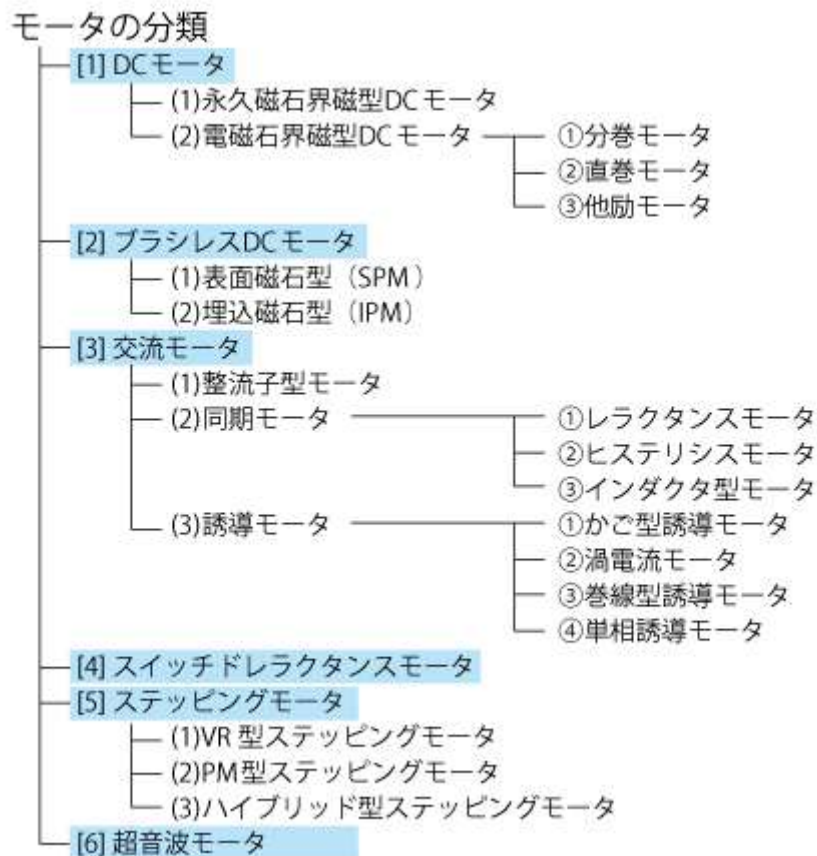 モータの分類
[1] DCモータ
(1)永久磁石界磁型DCモータ
(2)電磁石界磁型DCモータ
①分巻モータ
②直巻モータ
③他励モータ
[2] ブラシレスDCモータ
(1)表面磁石型（SPM）
(2)埋込磁石型（IPM）
[3] 交流モータ
(1)整流子型モータ
(2)同期モータ
①レラクタンスモータ
②ヒステリシスモータ
③インダクタ型モータ
(3)誘導モータ
①かご型誘導モータ
②渦電流モータ
③巻線型誘導モータ
④単相誘導モータ
[4] スイッチドレラクタンスモータ
[5] ステッピングモータ
(1)VR型ステッピングモータ
(2)PM型ステッピングモータ
(3)ハイブリッド型ステッピングモータ
[6] 超音波モータ